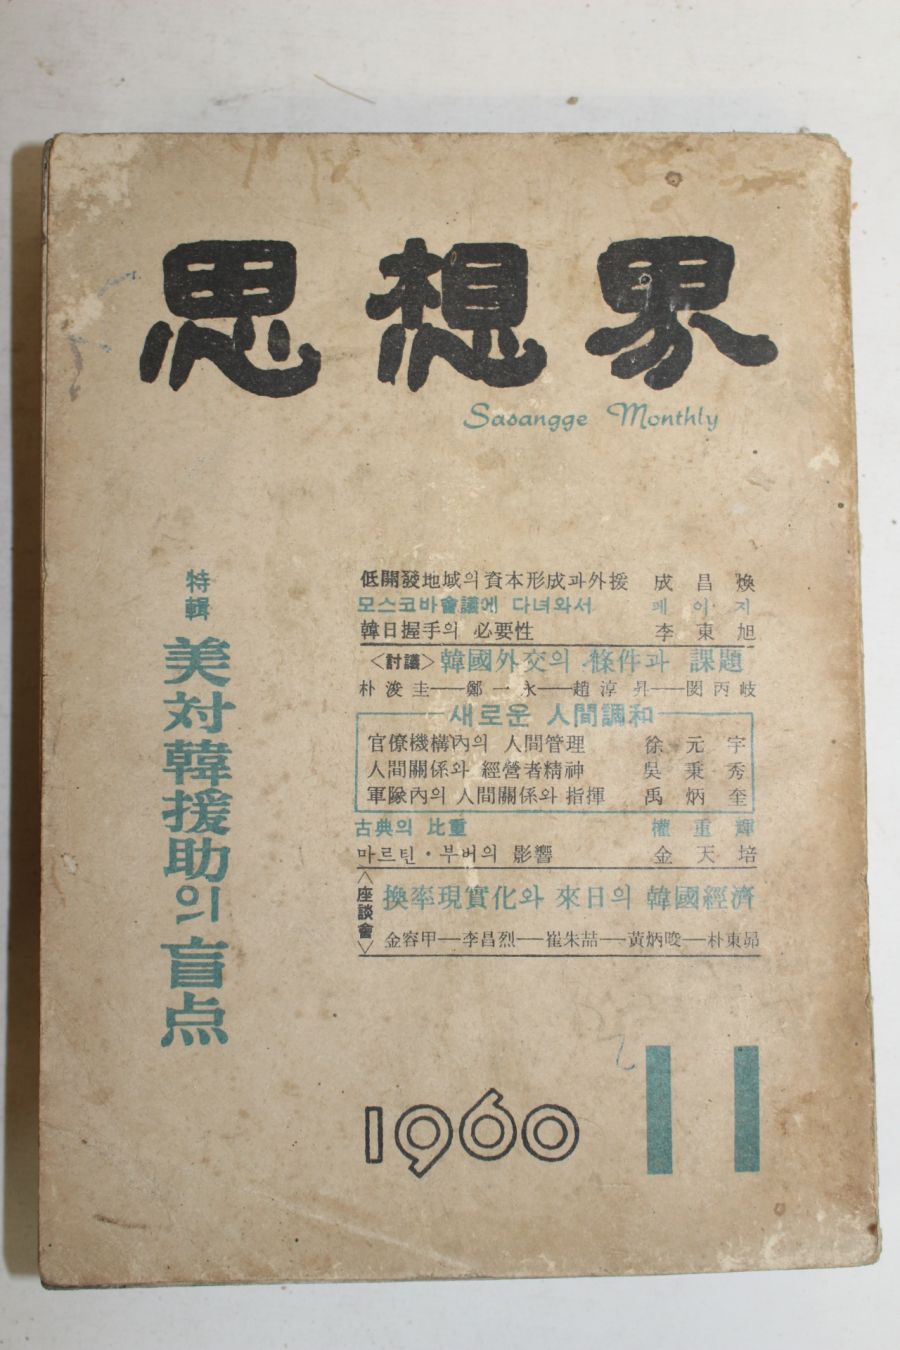 思想界
Sasangge Monthly
特輯
美対韓援助의 盲点
低開發地域의 資本形成과 外援 成昌煥
모스코바會議에 다녀와서 메이지
韓日握手의 必要性 李東旭
<討議> 韓國外交의 條件과 課題
朴浚圭──鄭一永──趙淳昇──閔丙岐
새로운 人間調和
官僚機構內의 人間管理 徐元宇
人間關係와 經營者精神 吳秉秀
軍隊內의 人間關係와 指揮 禹炳奎
古典의 比重 權重輝
마르틴・부버의 影響 金天培
<座談會> 換率現實化와 來日의 韓國經濟
金容甲─李昌烈─崔朱喆─黃炳晙─朴東昴
1960
11